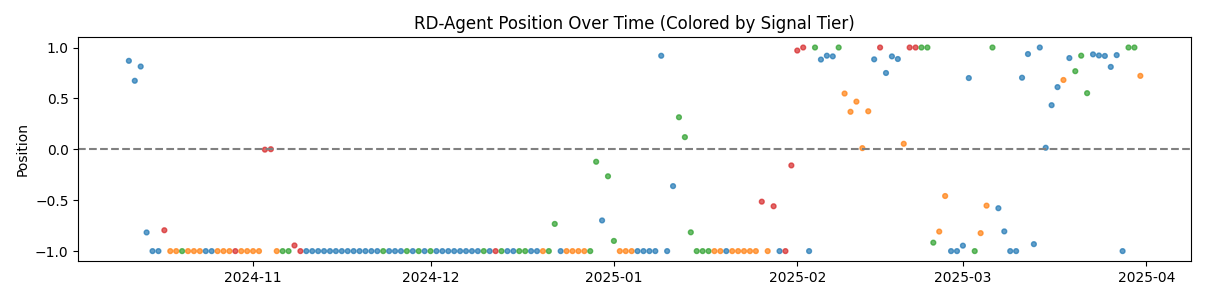 RD-Agent Position Over Time (Colored by Signal Tier)
Position
1.0
0.5
0.0
−0.5
−1.0
2024-11 2024-12 2025-01 2025-02 2025-03 2025-04